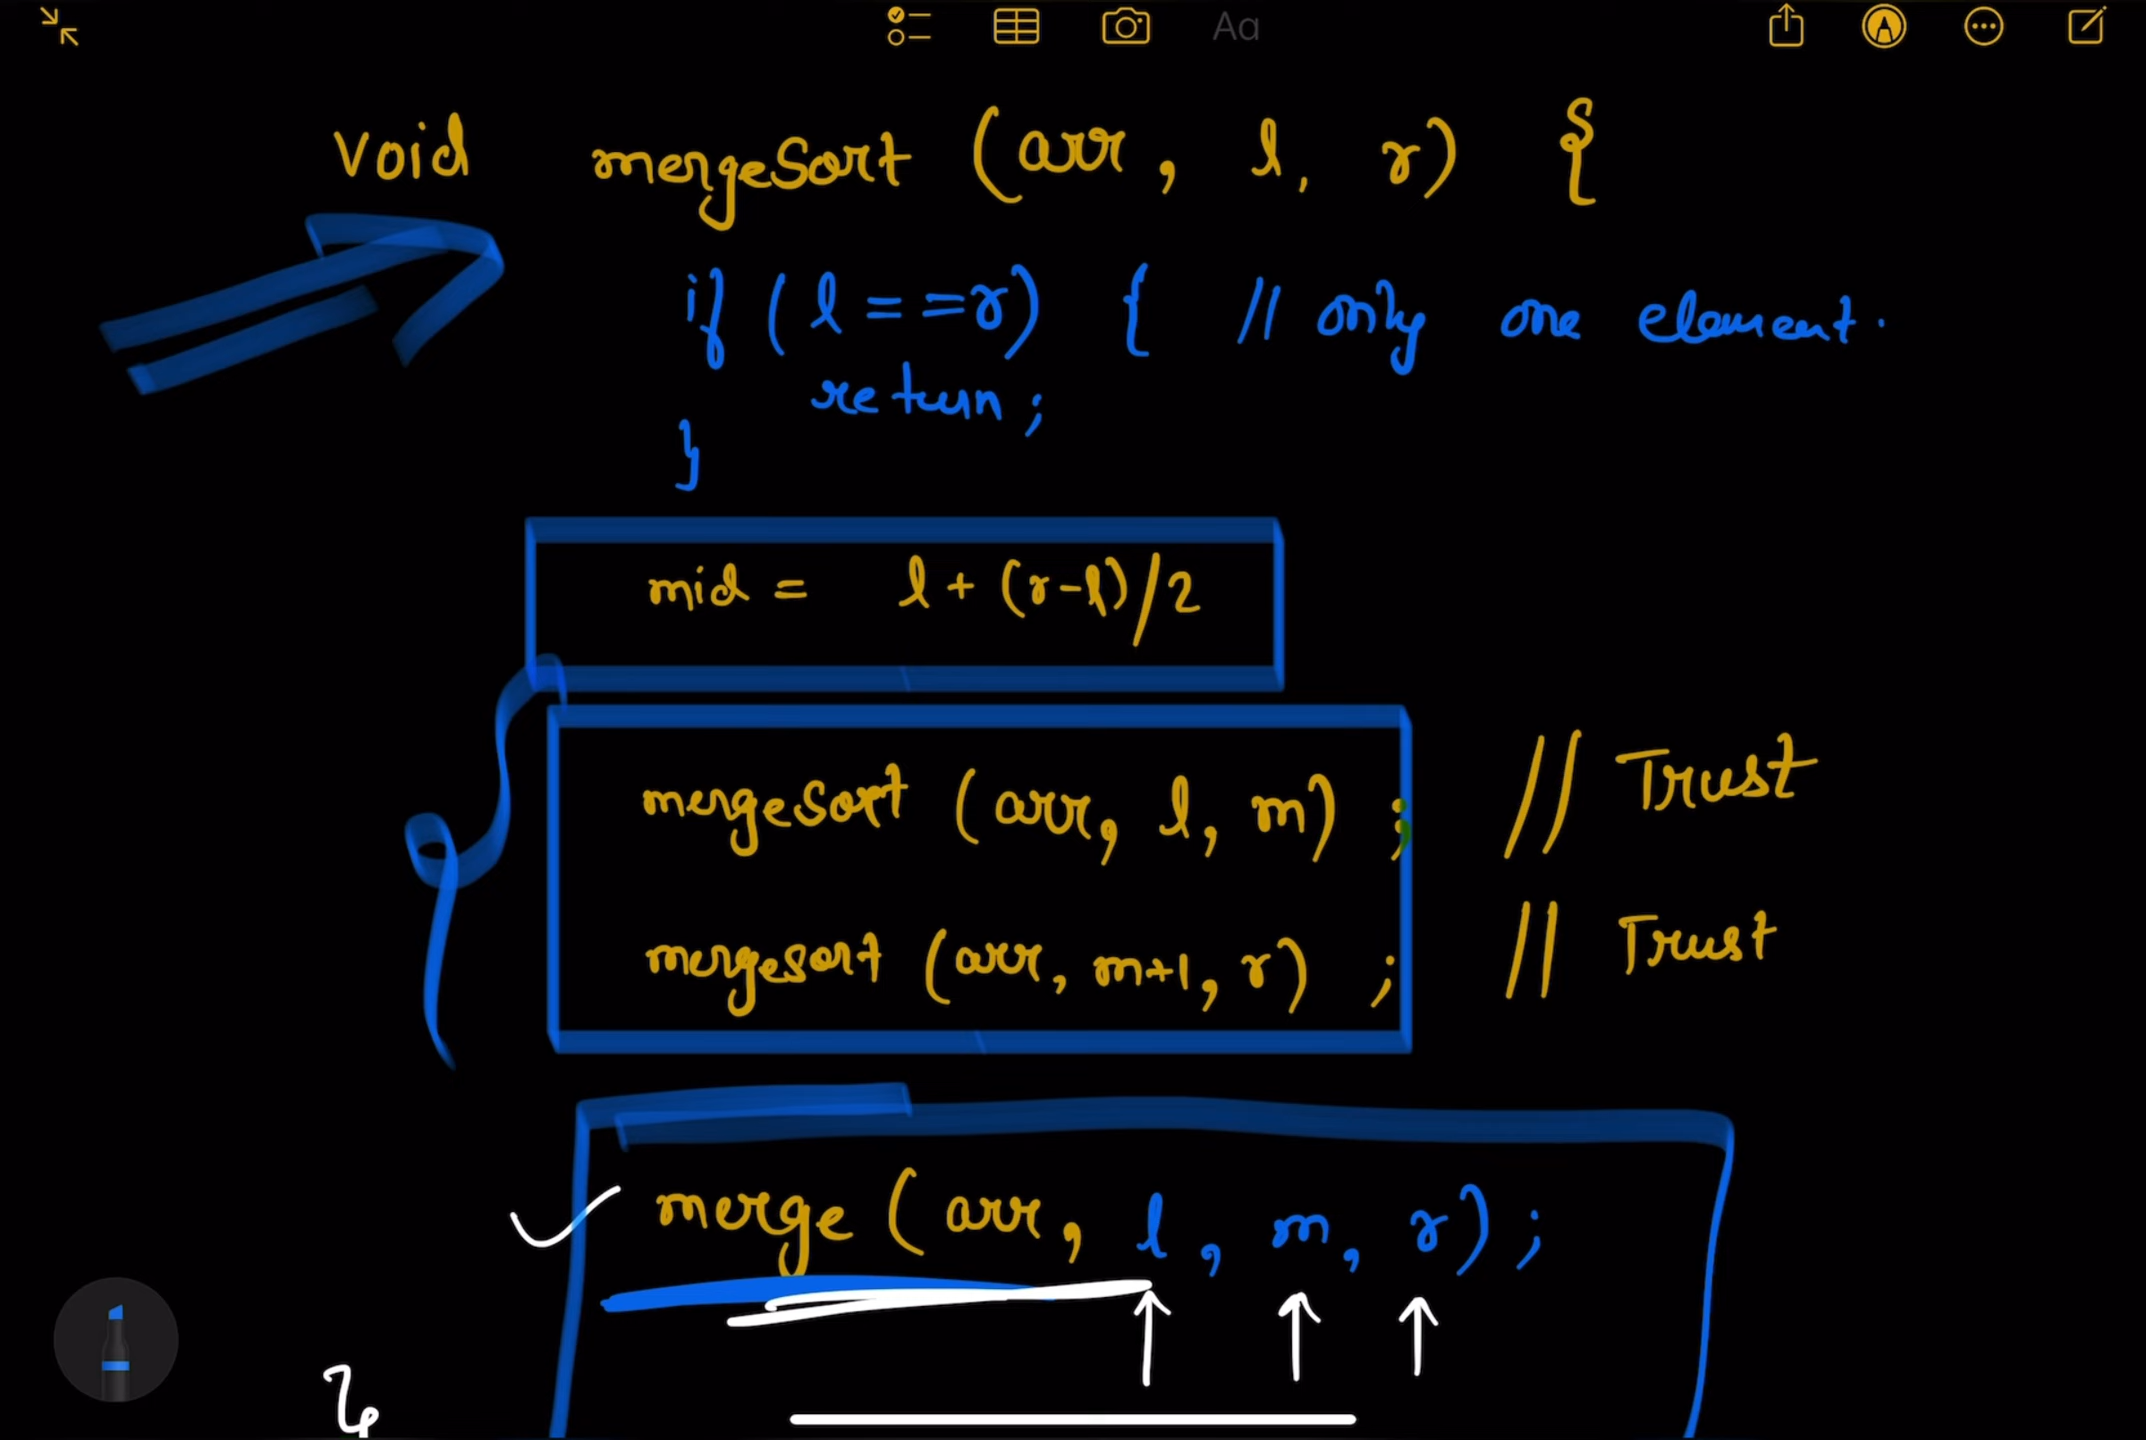 Aa
void mergeSort (arr, l, r) {
if (l == r) { // only one element.
return;
}
mid = l + (r-l)/2
mergeSort (arr, l, m) ; // Trust
mergesort (arr, m+1, r) ; // Trust
merge (arr, l, m, r) ;
}